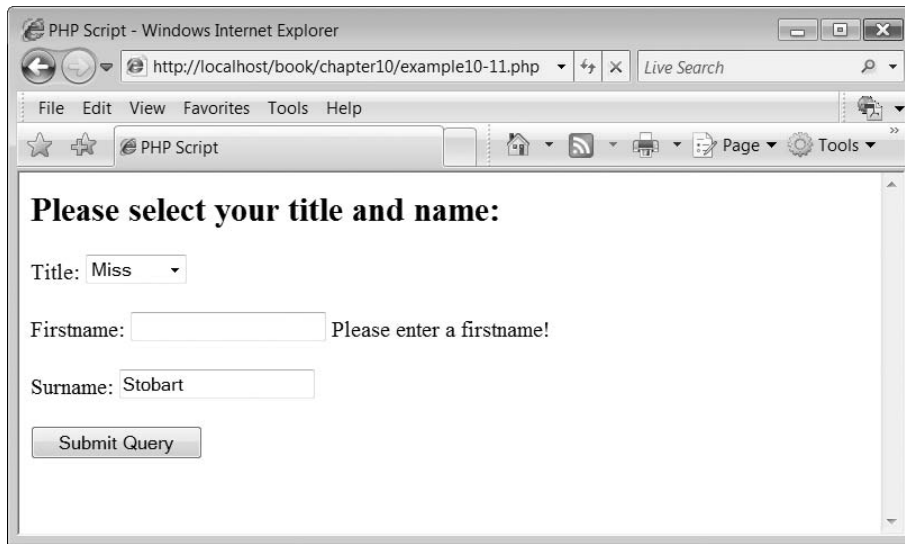 PHP Script - Windows Internet Explorer
http://localhost/book/chapter10/example10-11.php Live Search
File Edit View Favorites Tools Help
PHP Script Page Tools
Please select your title and name:
Title: Miss
Firstname: Please enter a firstname!
Surname: Stobart
Submit Query